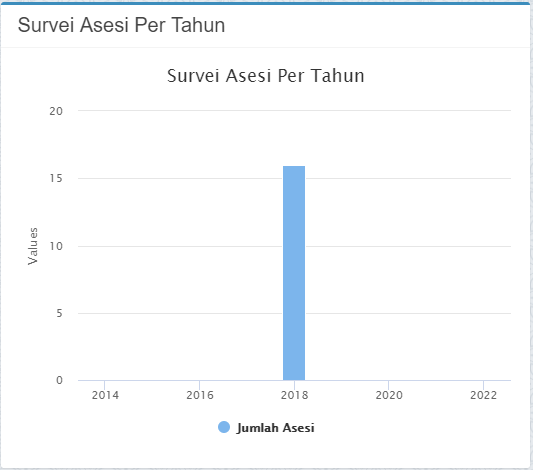 Survei Asesi Per Tahun
Survei Asesi Per Tahun
20
15
10
5
0
Values
2014 2016 2018 2020 2022
Jumlah Asesi